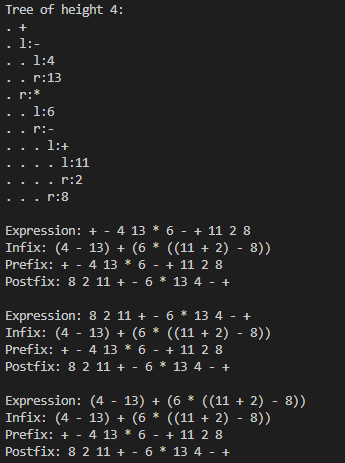 Tree of height 4:
. +
. l:-
. . l:4
. . r:13
. r:*
. . l:6
. . r:-
. . . l:+
. . . . l:11
. . . . r:2
. . . r:8

Expression: + - 4 13 * 6 - + 11 2 8
Infix: (4 - 13) + (6 * ((11 + 2) - 8))
Prefix: + - 4 13 * 6 - + 11 2 8
Postfix: 8 2 11 + - 6 * 13 4 - +

Expression: 8 2 11 + - 6 * 13 4 - +
Infix: (4 - 13) + (6 * ((11 + 2) - 8))
Prefix: + - 4 13 * 6 - + 11 2 8
Postfix: 8 2 11 + - 6 * 13 4 - +

Expression: (4 - 13) + (6 * ((11 + 2) - 8))
Infix: (4 - 13) + (6 * ((11 + 2) - 8))
Prefix: + - 4 13 * 6 - + 11 2 8
Postfix: 8 2 11 + - 6 * 13 4 - +